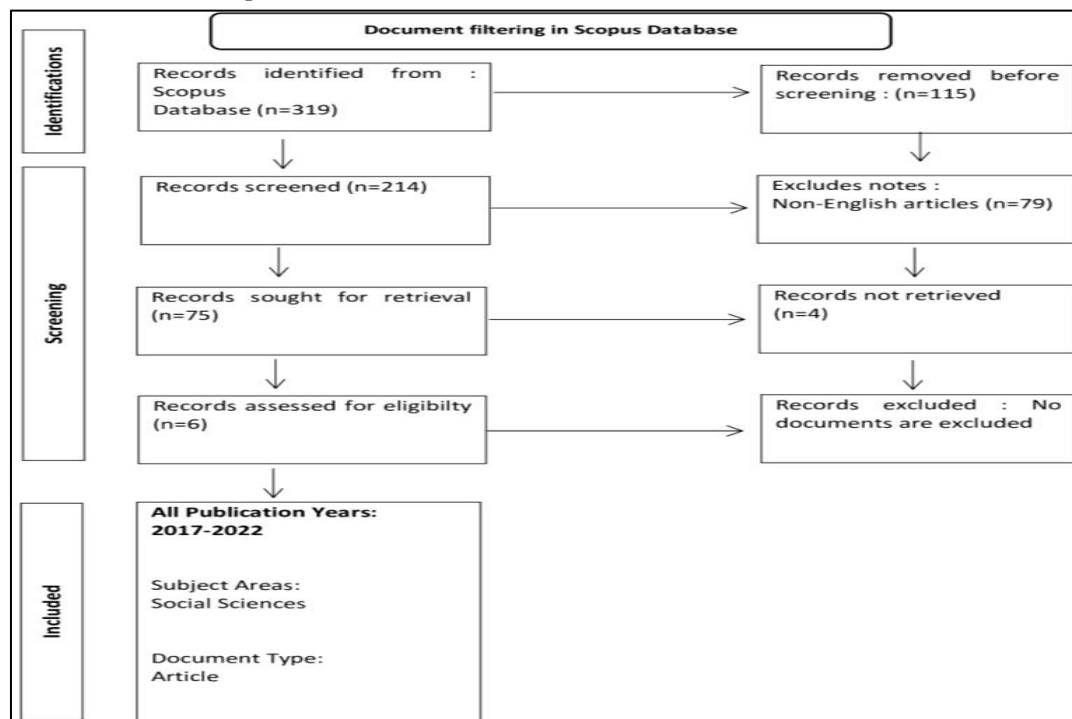 Document filtering in Scopus Database
Identifications
Records identified from :
Scopus
Database (n=319)
Records removed before
screening : (n=115)
Screening
Records screened (n=214)
Excludes notes :
Non-English articles (n=79)
Records sought for retrieval
(n=75)
Records not retrieved
(n=4)
Records assessed for eligibilty
(n=6)
Records excluded : No
documents are excluded
Included
All Publication Years:
2017-2022
Subject Areas:
Social Sciences
Document Type:
Article